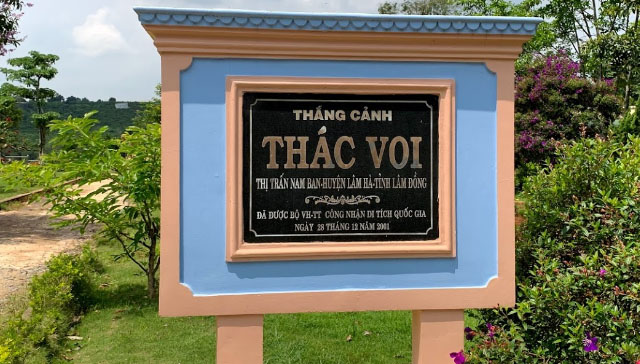 THẮNG CẢNH
THÁC VOI
THỊ TRẤN NAM BAN-HUYỆN LÂM HÀ-TỈNH LÂM ĐỒNG
ĐÃ ĐƯỢC BỘ VH-TT CÔNG NHẬN DI TÍCH QUỐC GIA
NGÀY 28 THÁNG 12 NĂM 2001